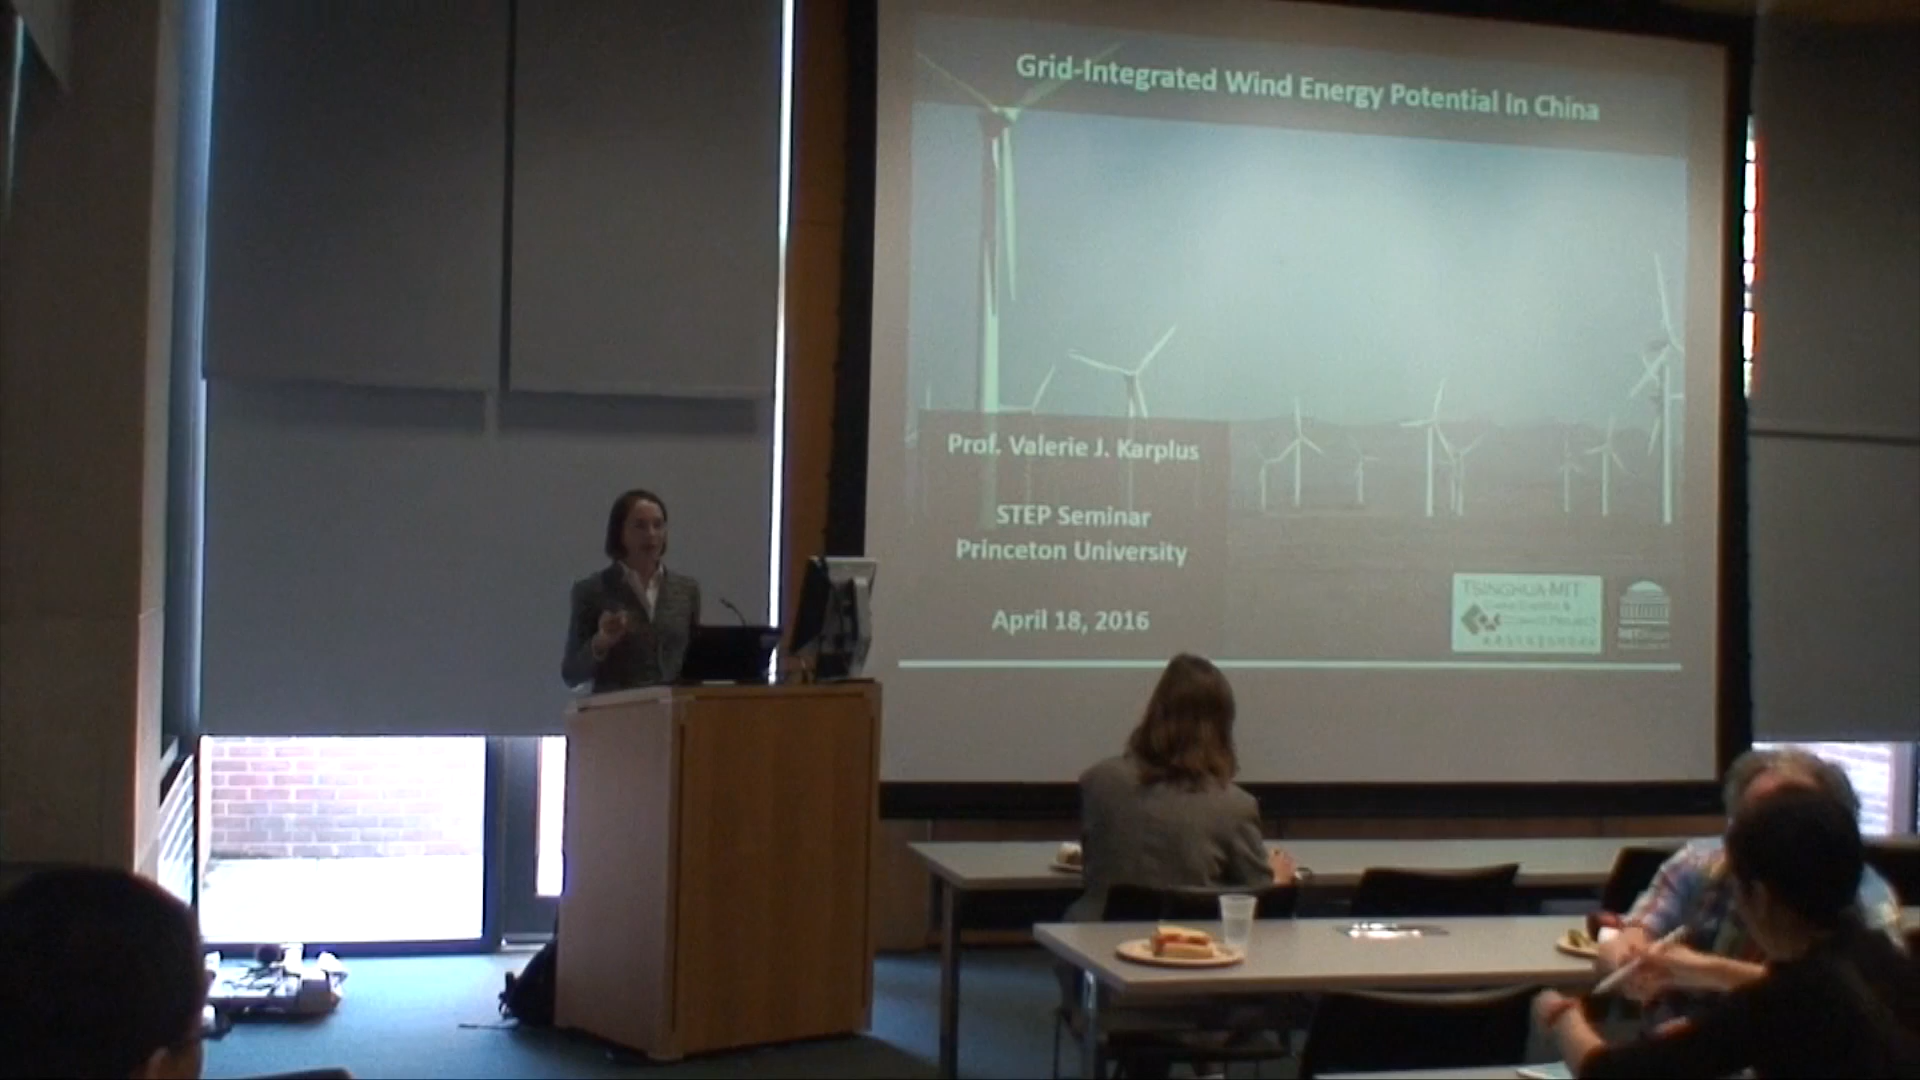 Grid-Integrated Wind Energy Potential in China
Prof. Valerie J. Karplus
STEP Seminar
Princeton University
April 18, 2016
TSINGHUA-MIT